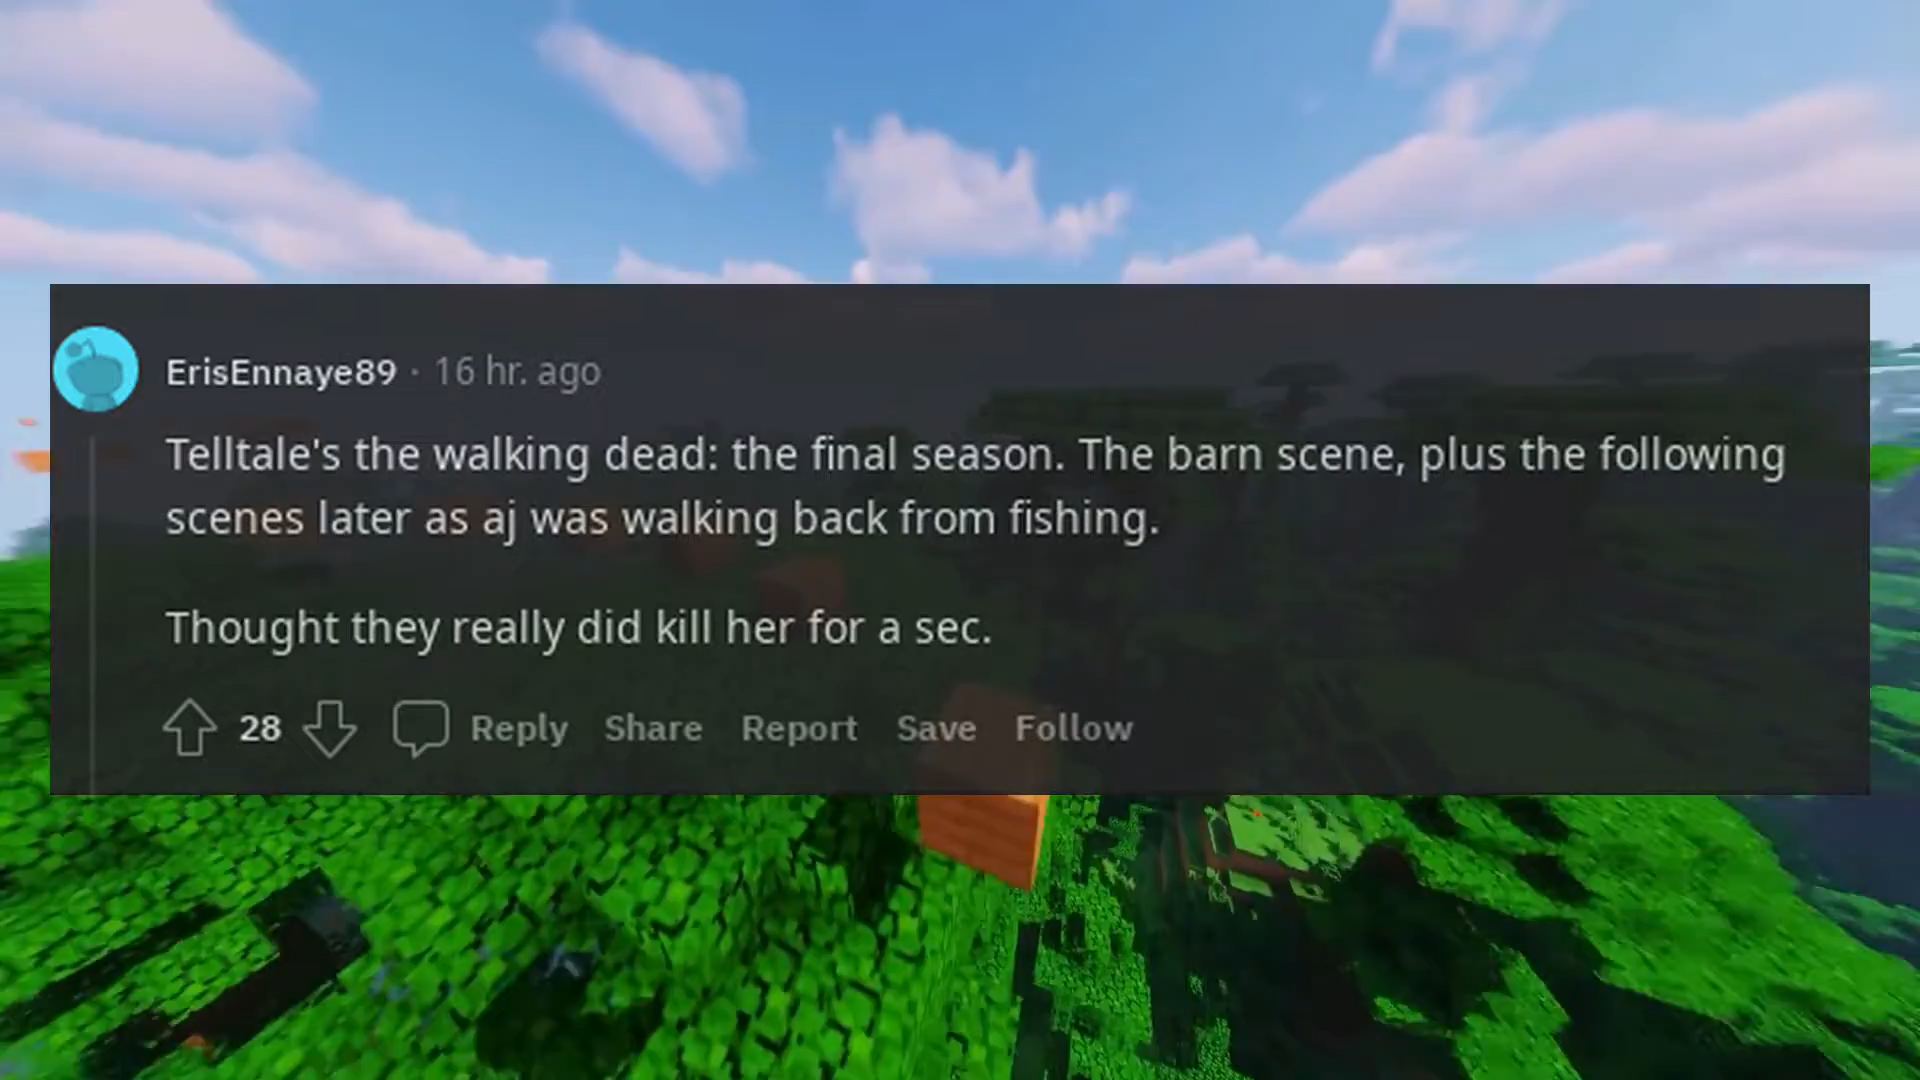 ErisEnnaye89 · 16 hr. ago
Telltale's the walking dead: the final season. The barn scene, plus the following
scenes later as aj was walking back from fishing.
Thought they really did kill her for a sec.
28 Reply Share Report Save Follow